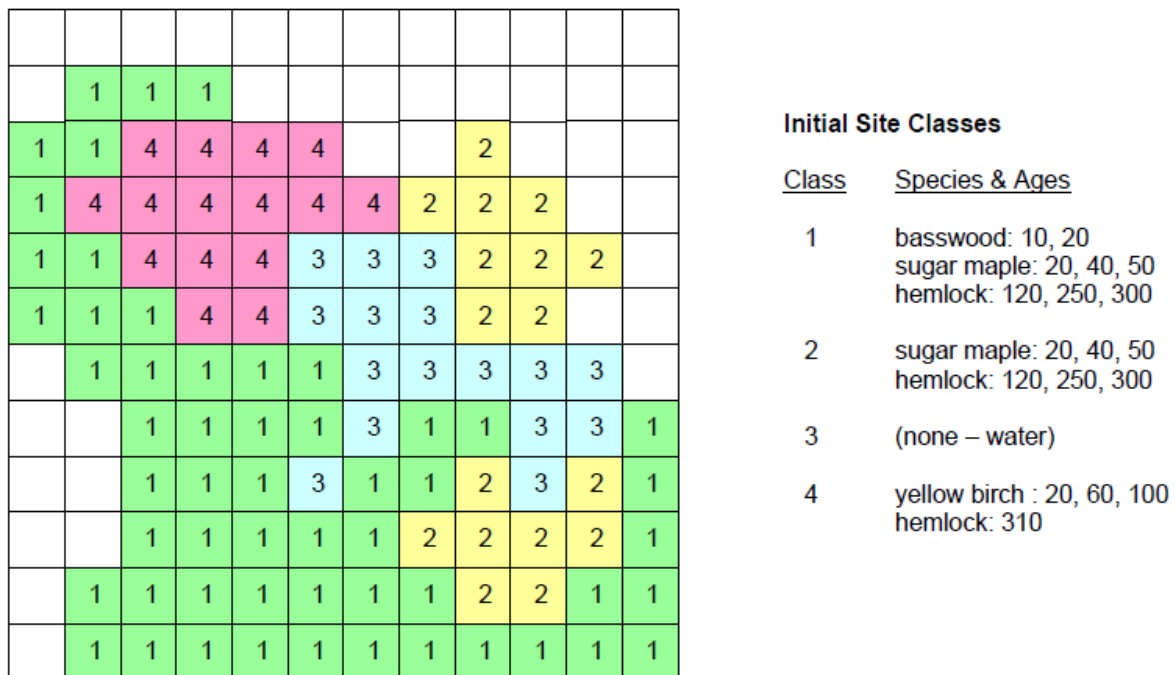 1 1 1
1 1 4 4 4 4 2
1 4 4 4 4 4 4 2 2 2
1 1 4 4 4 3 3 3 2 2 2
1 1 1 4 4 3 3 3 2 2
1 1 1 1 1 3 3 3 3 3
1 1 1 1 3 1 1 3 3 1
1 1 1 3 1 1 2 3 2 1
1 1 1 1 1 2 2 2 2 1
1 1 1 1 1 1 1 2 2 1 1
1 1 1 1 1 1 1 1 1 1 1
Initial Site Classes
Class Species & Ages
1 basswood: 10, 20
sugar maple: 20, 40, 50
hemlock: 120, 250, 300
2 sugar maple: 20, 40, 50
hemlock: 120, 250, 300
3 (none – water)
4 yellow birch : 20, 60, 100
hemlock: 310